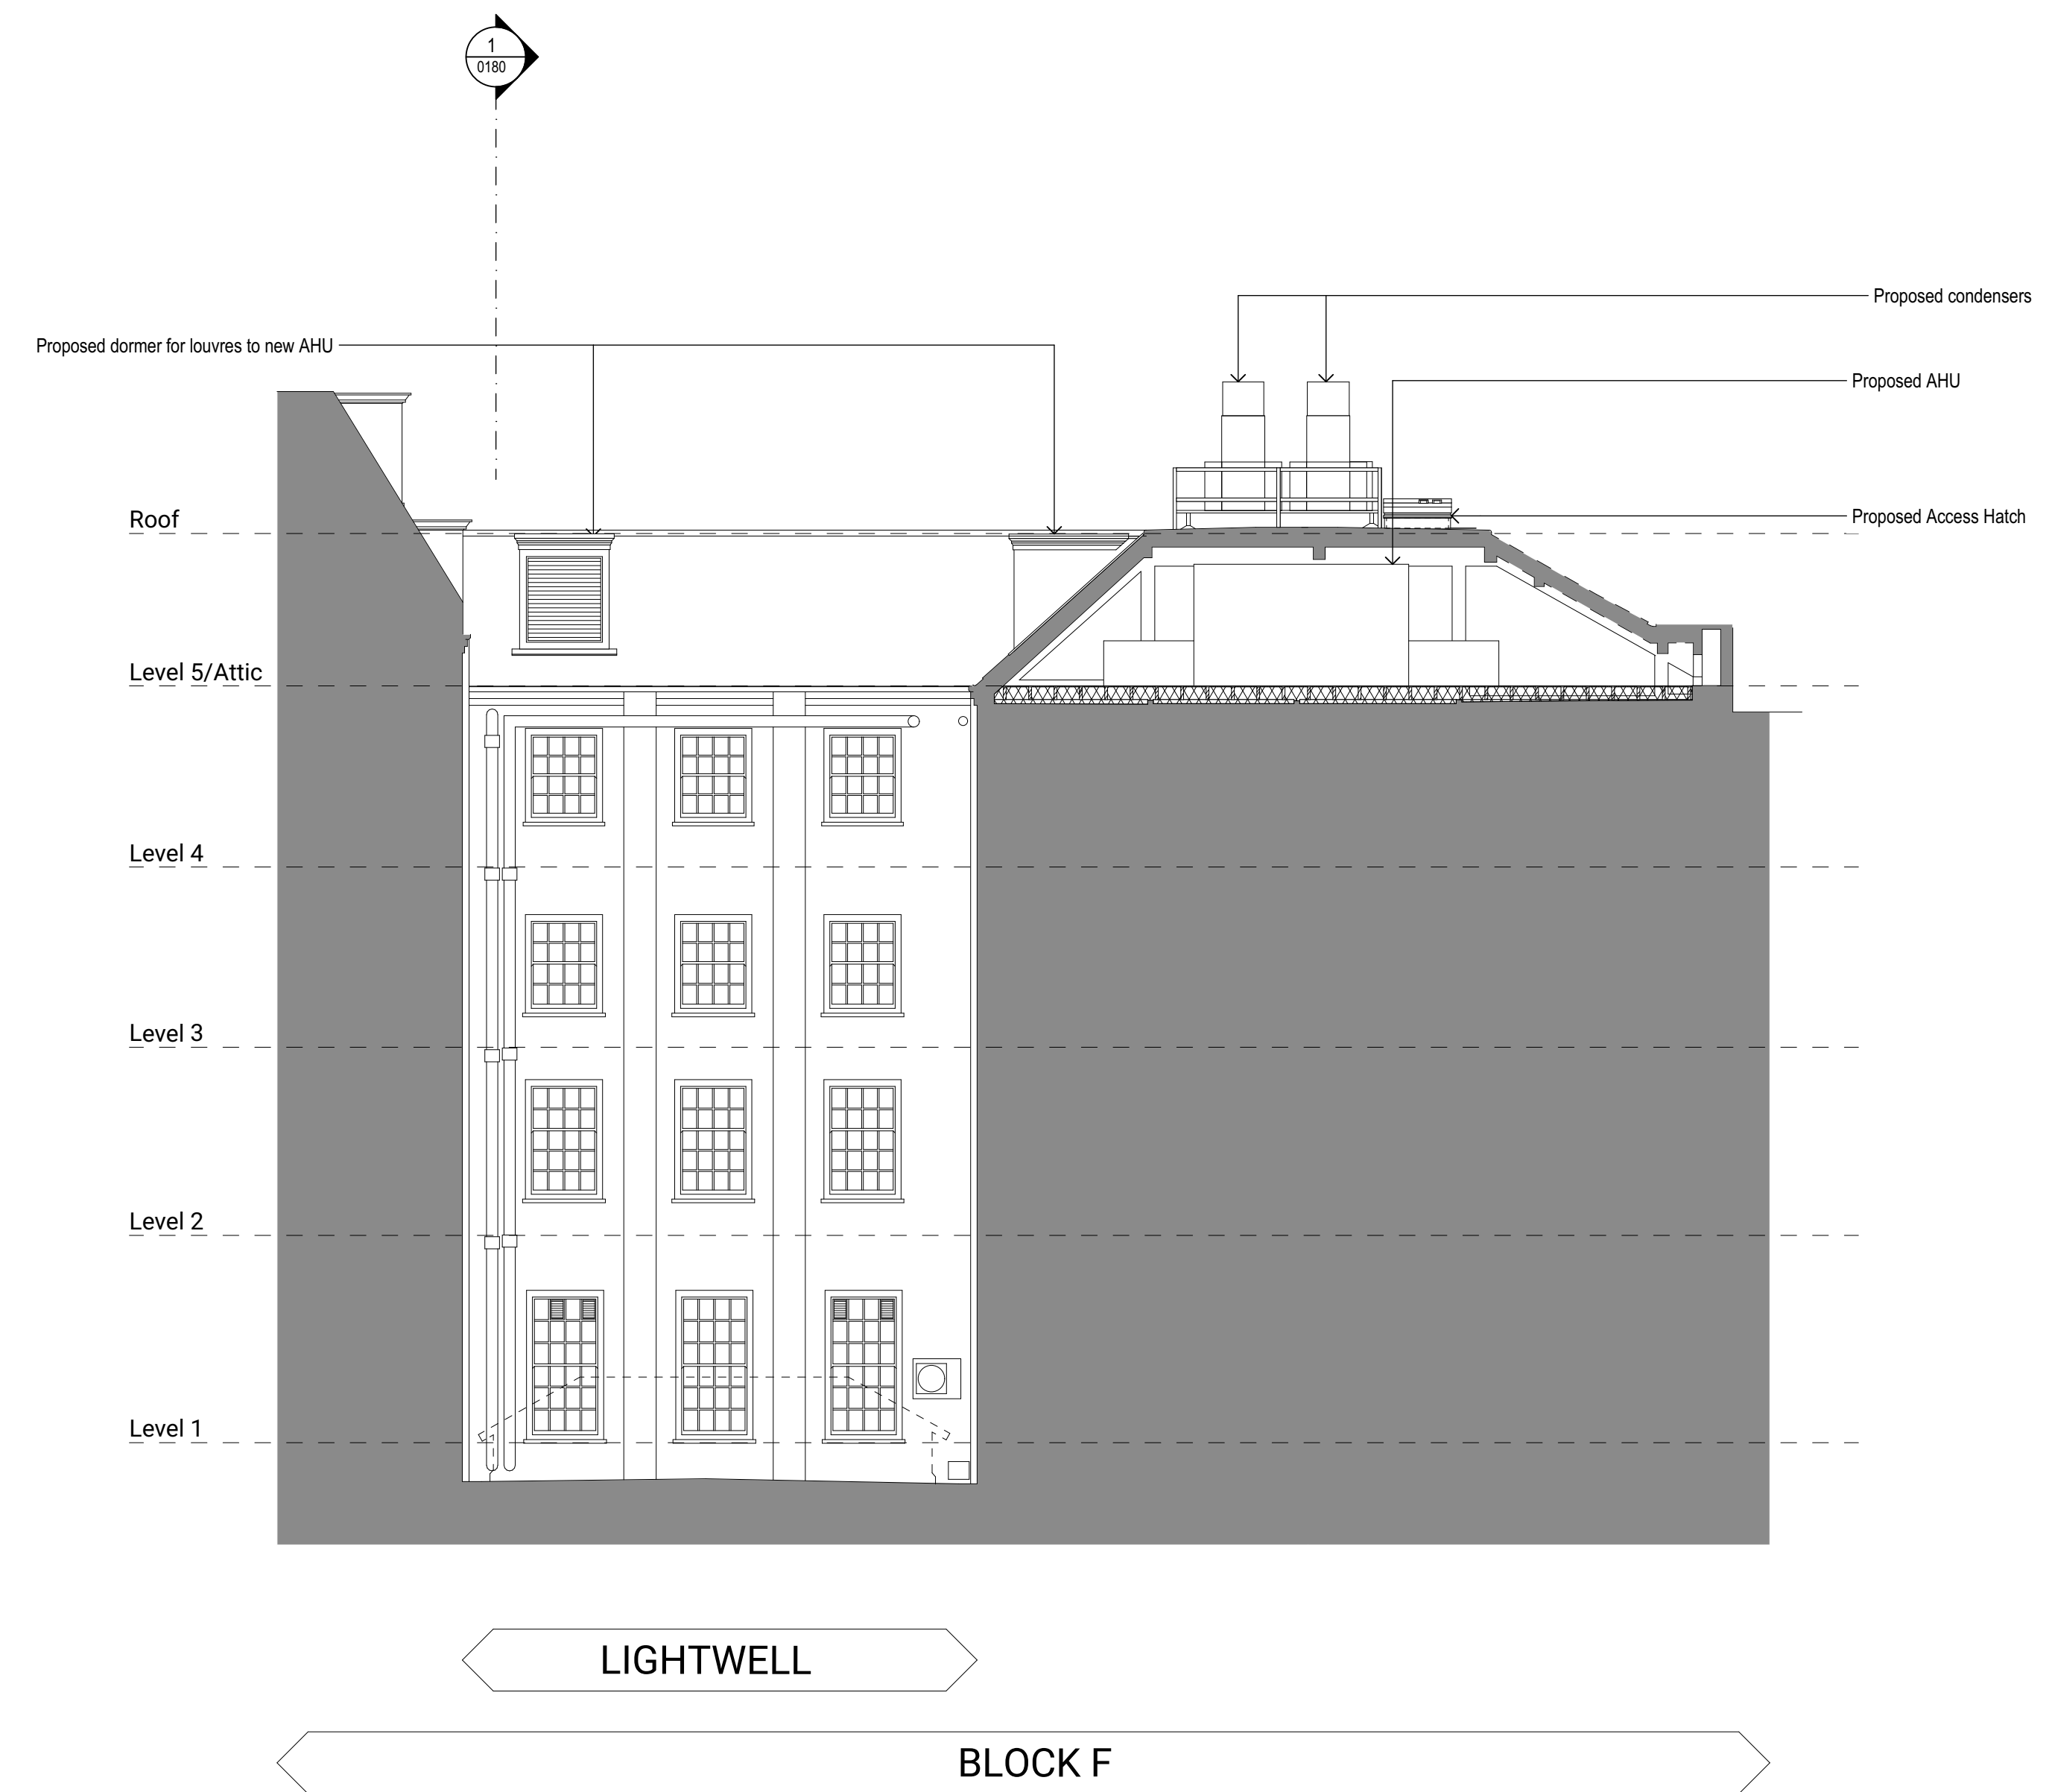 1
0180
Proposed condensers
Proposed dormer for louvres to new AHU
Proposed AHU
Proposed Access Hatch
Roof
Level 5/Attic
Level 4
Level 3
Level 2
Level 1
LIGHTWELL
BLOCK F